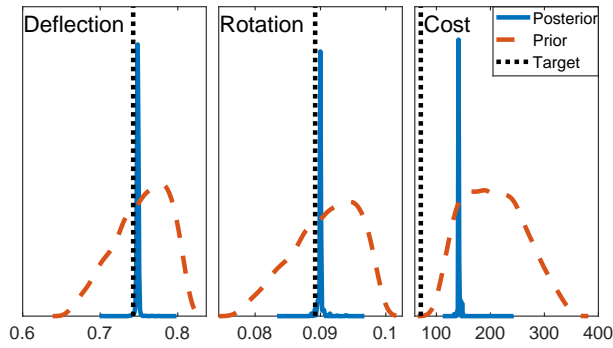 Deflection
Rotation
Cost
Posterior
Prior
Target
0.6 0.7 0.8
0.08 0.09 0.1
100 200 300 400